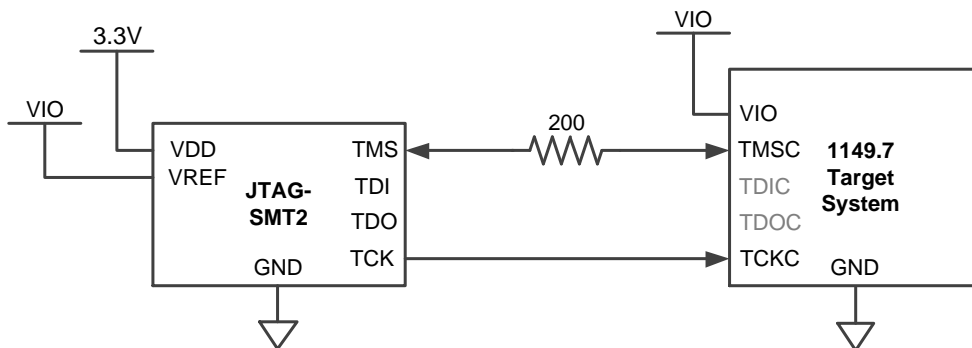 VIO
3.3V
VIO
200
VDD
VREF
JTAG-
SMT2
TMS
TDI
TDO
TCK
GND
VIO
TMSC
TDIC
TDOC
TCKC
1149.7
Target
System
GND